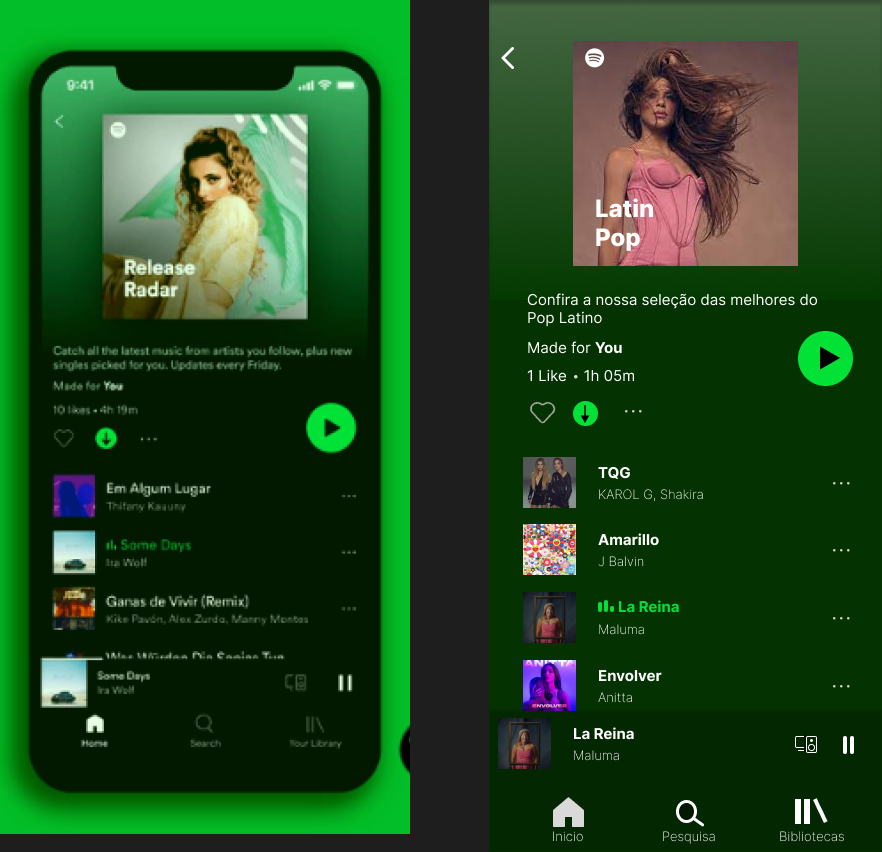 9:41
Release
Radar
Catch all the latest music from artists you follow, plus new
singles picked for you. Updates every Friday.
Made for You
10 likes • 4h 19m
Em Algum Lugar
Thifany Kauany
Some Days
Ira Wolf
Ganas de Vivir (Remix)
Kike Pavón, Alex Zurdo, Manny Montes
Was Würden Die
Some Days
Ira Wolf
Home
Search
Your Library
Latin
Pop
Confira a nossa seleção das melhores do
Pop Latino
Made for You
1 Like • 1h 05m
TQG
KAROL G, Shakira
Amarillo
J Balvin
La Reina
Maluma
ANITTA
Envolver
Anitta
ENVOLVER
La Reina
Maluma
Inicio
Pesquisa
Bibliotecas